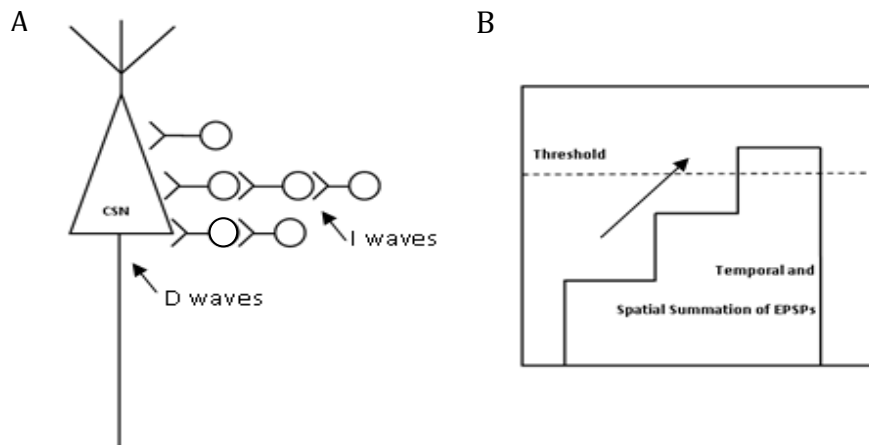 A
B
CSN
I waves
D waves
Threshold
Temporal and
Spatial Summation of EPSPs